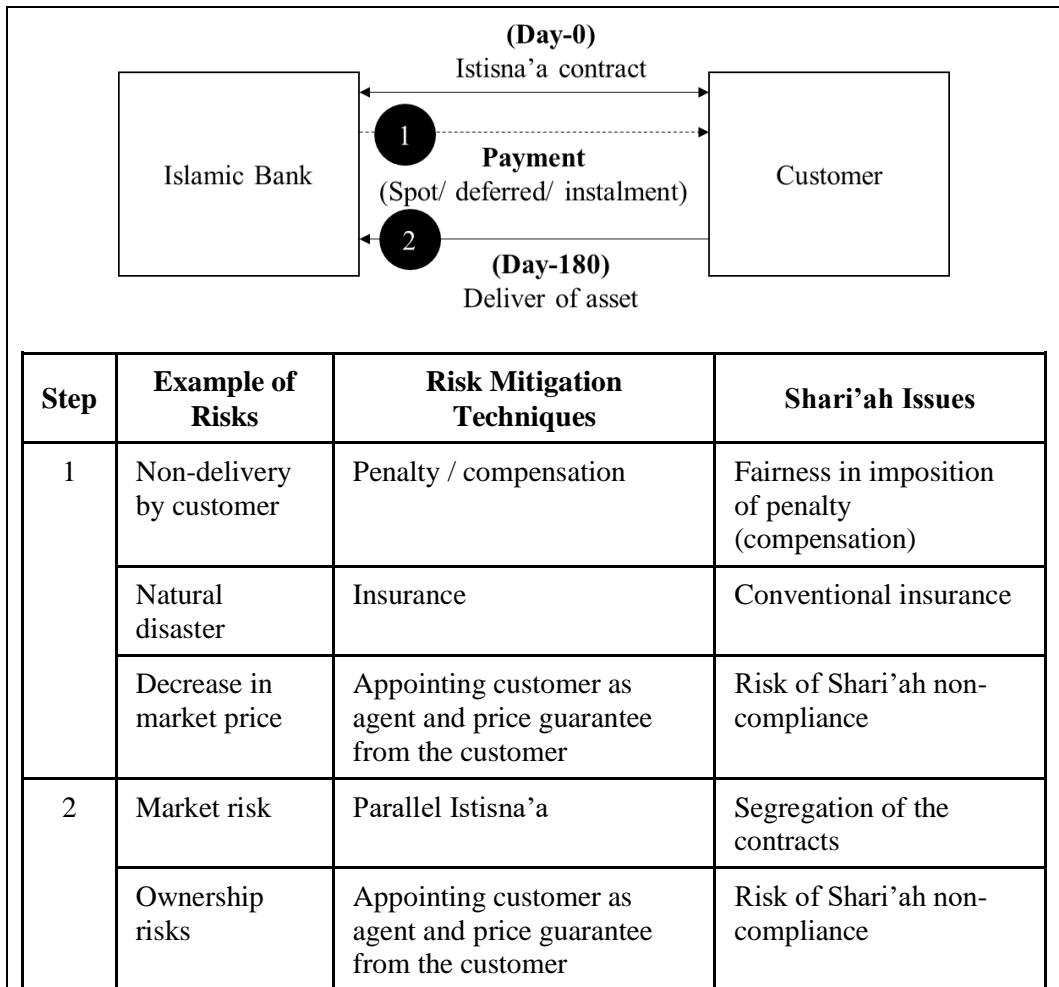 (Day-0)
Istisna’a contract
1
Payment
Islamic Bank
(Spot/ deferred/ instalment)
Customer
2
(Day-180)
Deliver of asset
Step
Example of
Risks
Risk Mitigation
Techniques
Shari’ah Issues
1
Non-delivery
by customer
Penalty / compensation
Fairness in imposition
of penalty
(compensation)
Natural
disaster
Insurance
Conventional insurance
Decrease in
market price
Appointing customer as
agent and price guarantee
from the customer
Risk of Shari’ah non-
compliance
2
Market risk
Parallel Istisna’a
Segregation of the
contracts
Ownership
risks
Appointing customer as
agent and price guarantee
from the customer
Risk of Shari’ah non-
compliance